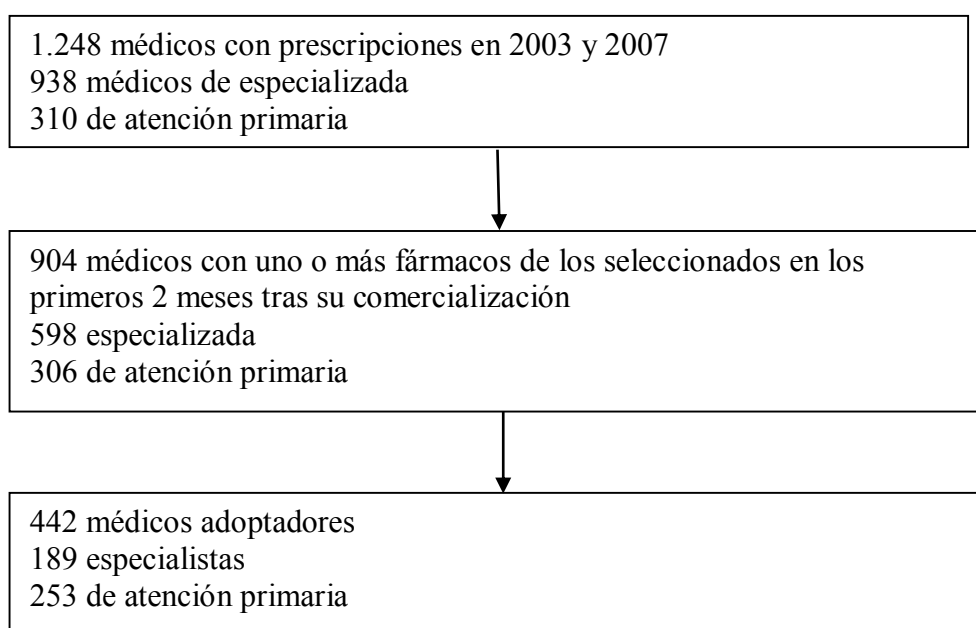 1.248 médicos con prescripciones en 2003 y 2007
938 médicos de especializada
310 de atención primaria
904 médicos con uno o más fármacos de los seleccionados en los
primeros 2 meses tras su comercialización
598 especializada
306 de atención primaria
442 médicos adoptadores
189 especialistas
253 de atención primaria